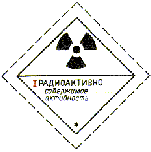 I РАДИОАКТИВНО
содержимое
активность